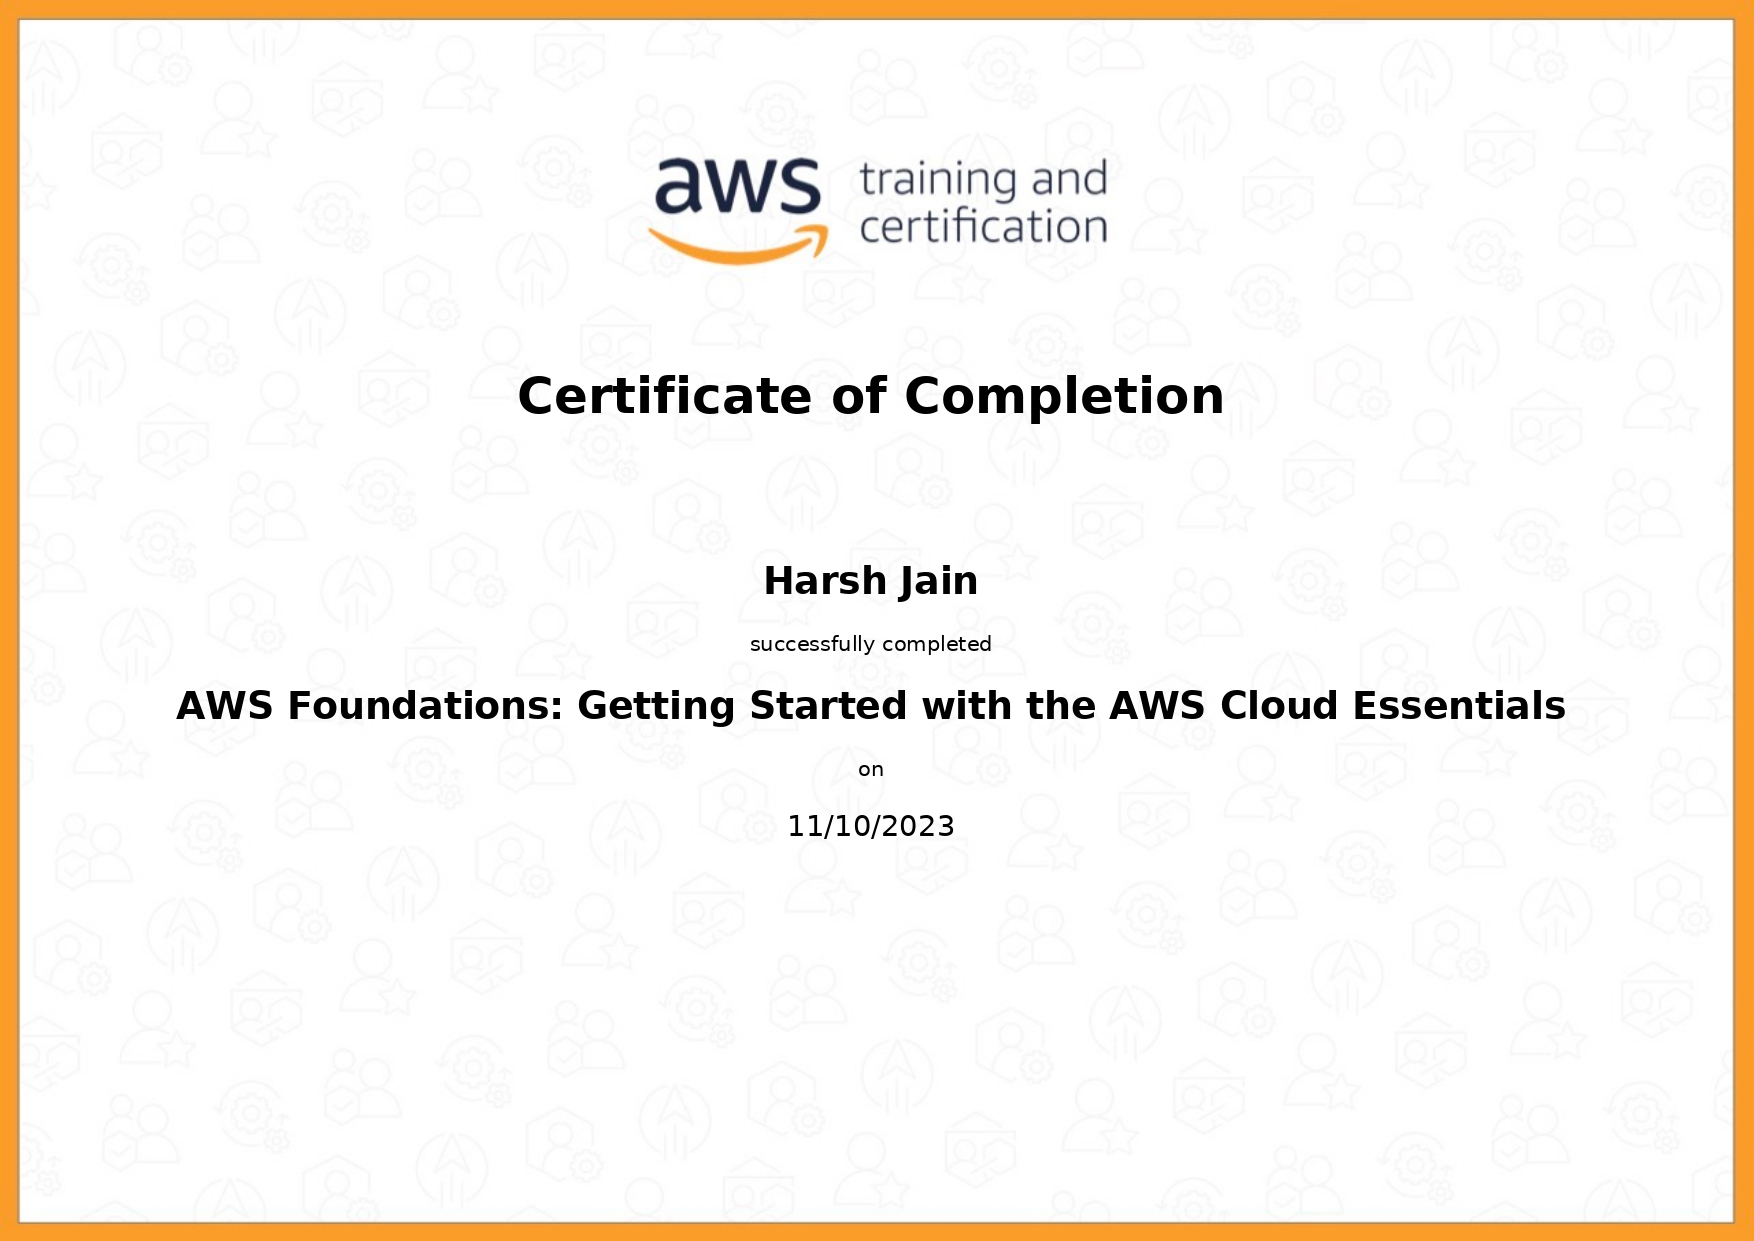 aws training and
certification
Certificate of Completion
Harsh Jain
successfully completed
AWS Foundations: Getting Started with the AWS Cloud Essentials
on
11/10/2023